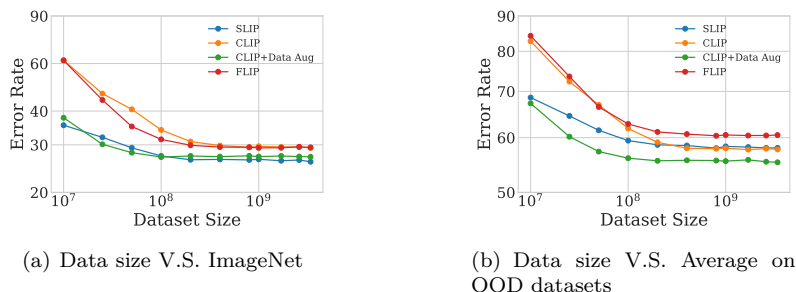 90
60
40
30
20
Error Rate
SLIP
CLIP
CLIP+Data Aug
FLIP
10^7
10^8
10^9
Dataset Size
(a) Data size V.S. ImageNet
90
80
70
60
50
Error Rate
SLIP
CLIP
CLIP+Data Aug
FLIP
10^7
10^8
10^9
Dataset Size
(b) Data size V.S. Average on
OOD datasets